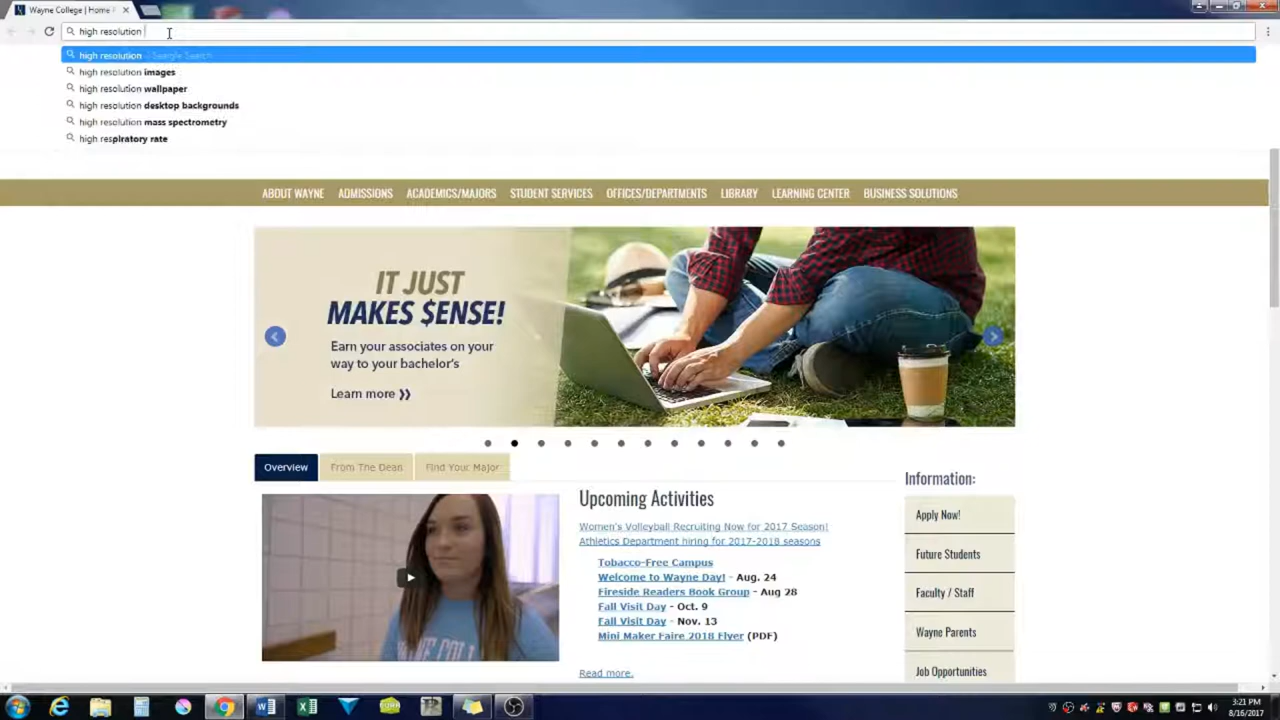 Wayne College | Home
high resolution
high resolution - Google Search
high resolution images
high resolution wallpaper
high resolution desktop backgrounds
high resolution mass spectrometry
high respiratory rate
ABOUT WAYNE ADMISSIONS ACADEMICS/MAJORS STUDENT SERVICES OFFICES/DEPARTMENTS LIBRARY LEARNING CENTER BUSINESS SOLUTIONS
IT JUST
MAKES $ENSE!
Earn your associates on your
way to your bachelor's
Learn more
Overview From The Dean Find Your Major
Upcoming Activities
Women's Volleyball Recruiting Now for 2017 Season!
Athletics Department hiring for 2017-2018 seasons
Tobacco-Free Campus
Welcome to Wayne Day! - Aug. 24
Fireside Readers Book Group - Aug 28
Fall Visit Day - Oct. 9
Fall Visit Day - Nov. 13
Mini Maker Faire 2018 Flyer (PDF)
Read more.
Information:
Apply Now!
Future Students
Faculty / Staff
Wayne Parents
Job Opportunities
3:21 PM
8/16/2017